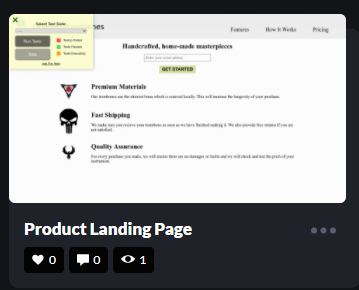 Select Test Suite:
Run Tests
Tests
Test(s) Failed
Tests Passed
Tests Executing
nes
Features How It Works Pricing
Handcrafted, home-made masterpieces
Enter your email address
GET STARTED
Premium Materials
Our trombones use the shiniest brass which is sourced locally. This will increase the longevity of your purchase.
Fast Shipping
We make sure you recieve your trombone as soon as we have finished making it. We also provide free returns if you are
not satisfied.
Quality Assurance
For every purchase you make, we will ensure there are no damages or faults and we will check and test the pitch of your
instrument.
Product Landing Page
0 0 1